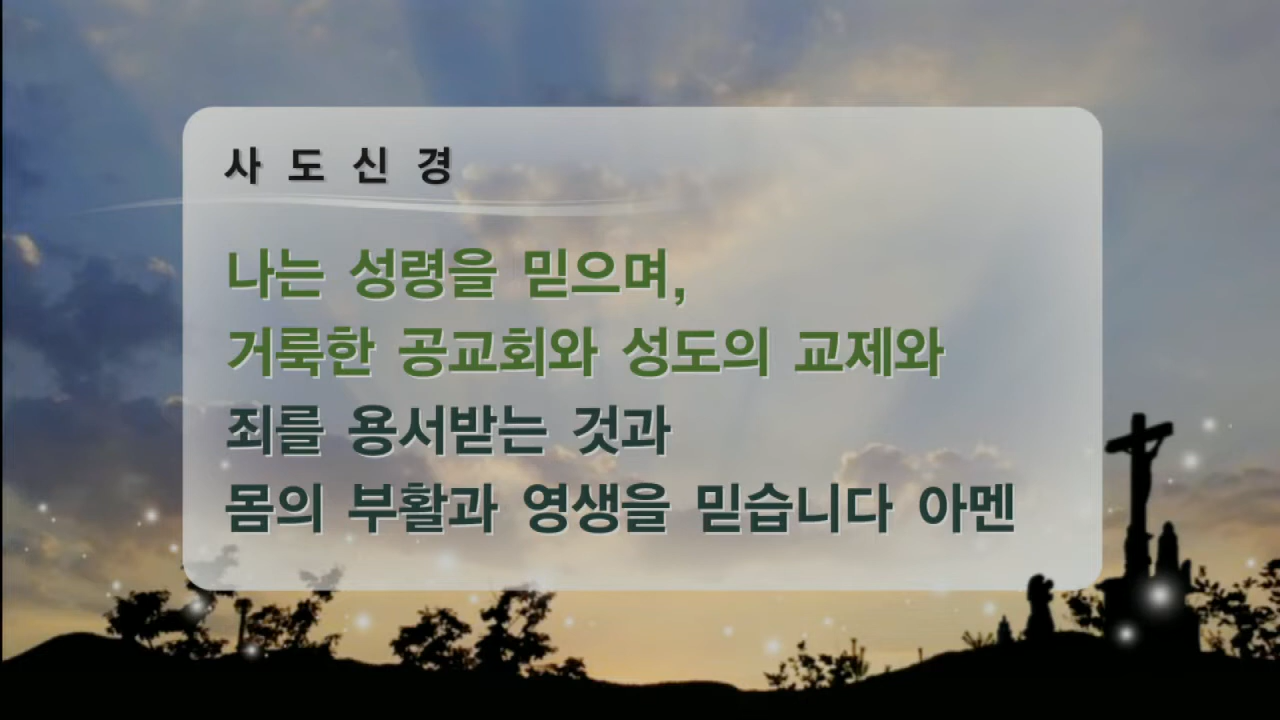 사 도 신 경
나는 성령을 믿으며,
거룩한 공교회와 성도의 교제와
죄를 용서받는 것과
몸의 부활과 영생을 믿습니다 아멘